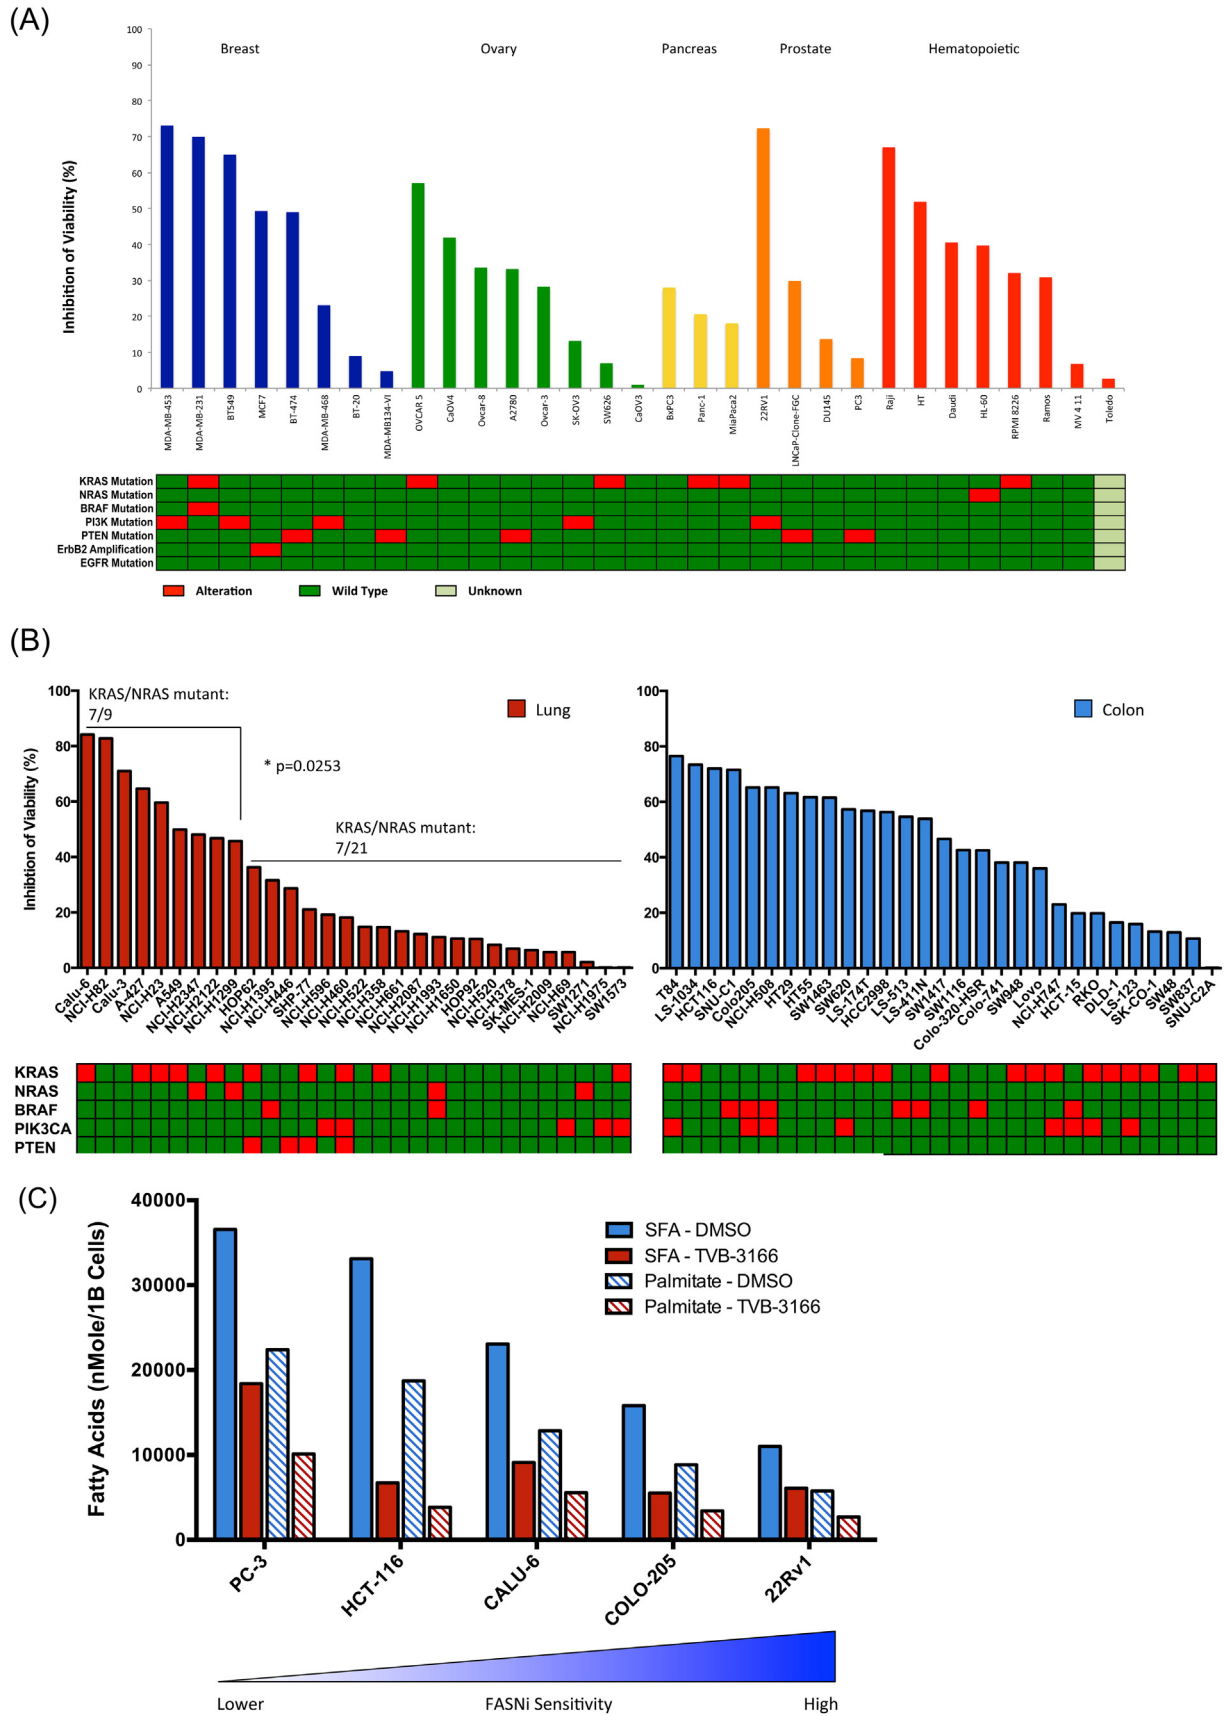 (A)
100
90
80
70
60
50
40
30
20
10
0
Inhibition of Viability (%)
Breast Ovary Pancreas Prostate Hematopoietic
MDA-MB-453 MDA-MB-231 BT549 MCF7 BT-474 MDA-MB-468 BT-20 MDA-MB134-VI OVCAR 5 CaOV4 Ovcar-8 A2780 Ovcar-3 SK-OV3 SW626 CaOV3 BxPC3 Panc-1 MiaPaca2 22RV1 LNCaP-Clone-FGC DU145 PC3 Raji HT Daudi HL-60 RPMI 8226 Ramos MV 4 11 Toledo
KRAS Mutation
NRAS Mutation
BRAF Mutation
PI3K Mutation
PTEN Mutation
ErbB2 Amplification
EGFR Mutation
Alteration Wild Type Unknown
(B)
100
80
60
40
20
0
Inhibtion of Viability (%)
KRAS/NRAS mutant:
7/9
* p=0.0253
KRAS/NRAS mutant:
7/21
Lung
Calu-6 NCI-H82 Calu-3 A-427 NCI-H23 A549 NCI-H2347 NCI-H2122 NCI-H1299 HOP62 NCI-H1395 NCI-H446 SHP-77 NCI-H596 NCI-H460 NCI-H522 NCI-H358 NCI-H661 NCI-H2087 NCI-H1993 NCI-H1650 HOP92 NCI-H520 NCI-H378 SK-MES-1 NCI-H2009 NCI-H69 SW1271 NCI-H1975 SW1573
100
80
60
40
20
0
Colon
T84 LS-1034 HCT116 SNU-C1 Colo205 NCI-H508 HT29 HT55 SW1463 SW620 LS-174T HCC2998 LS-513 LS-411N SW1417 SW1116 Colo-320-HSR Colo-741 SW948 Lovo NCI-H747 HCT-15 RKO DLD-1 LS-123 SK-CO-1 SW48 SW837 SNU-C2A
KRAS
NRAS
BRAF
PIK3CA
PTEN
(C)
40000
30000
20000
10000
0
Fatty Acids (nMole/1B Cells)
SFA - DMSO
SFA - TVB-3166
Palmitate - DMSO
Palmitate - TVB-3166
PC-3 HCT-116 CALU-6 COLO-205 22Rv1
Lower FASNi Sensitivity High